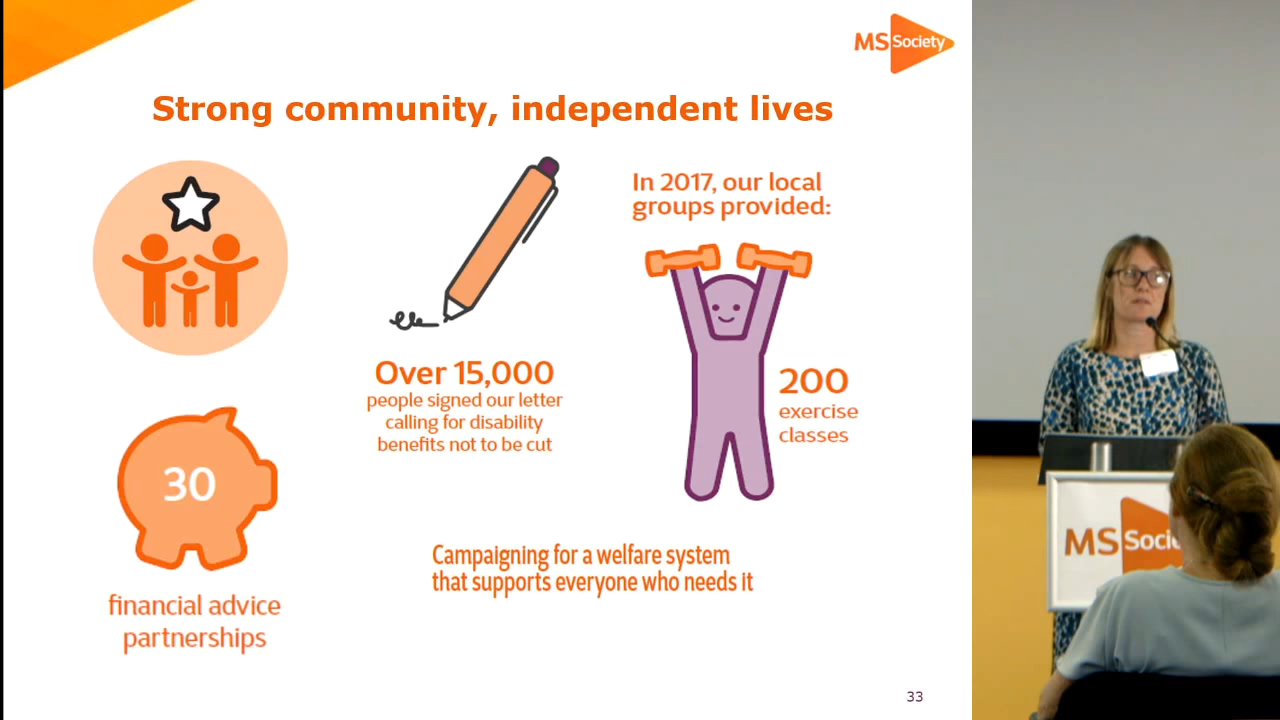 MS Society
Strong community, independent lives
In 2017, our local
groups provided:
Over 15,000
people signed our letter
calling for disability
benefits not to be cut
200
exercise
classes
30
financial advice
partnerships
Campaigning for a welfare system
that supports everyone who needs it
33
MS Socie